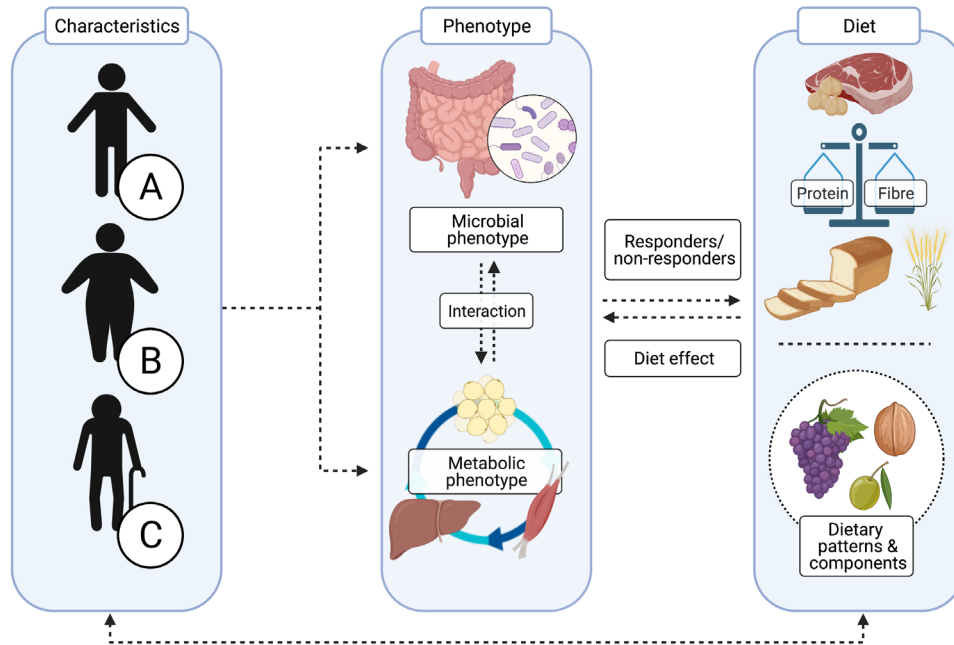 Characteristics
A
B
C
Phenotype
Microbial
phenotype
Interaction
Metabolic
phenotype
Responders/
non-responders
Diet effect
Diet
Protein
Fibre
Dietary
patterns &
components